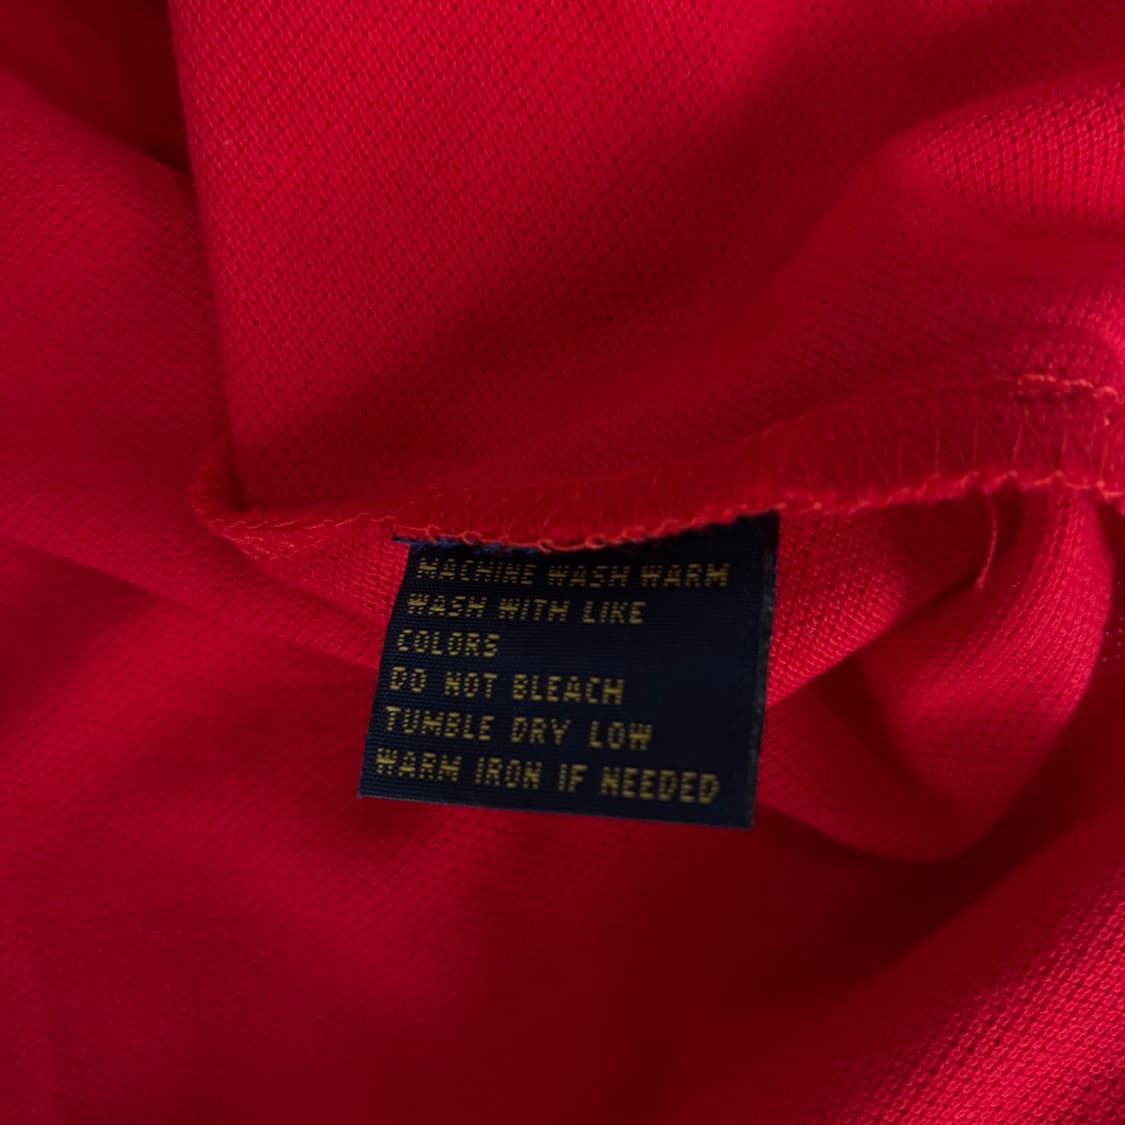 MACHINE WASH WARM
WASH WITH LIKE
COLORS
DO NOT BLEACH
TUMBLE DRY LOW
WARM IRON IF NEEDED